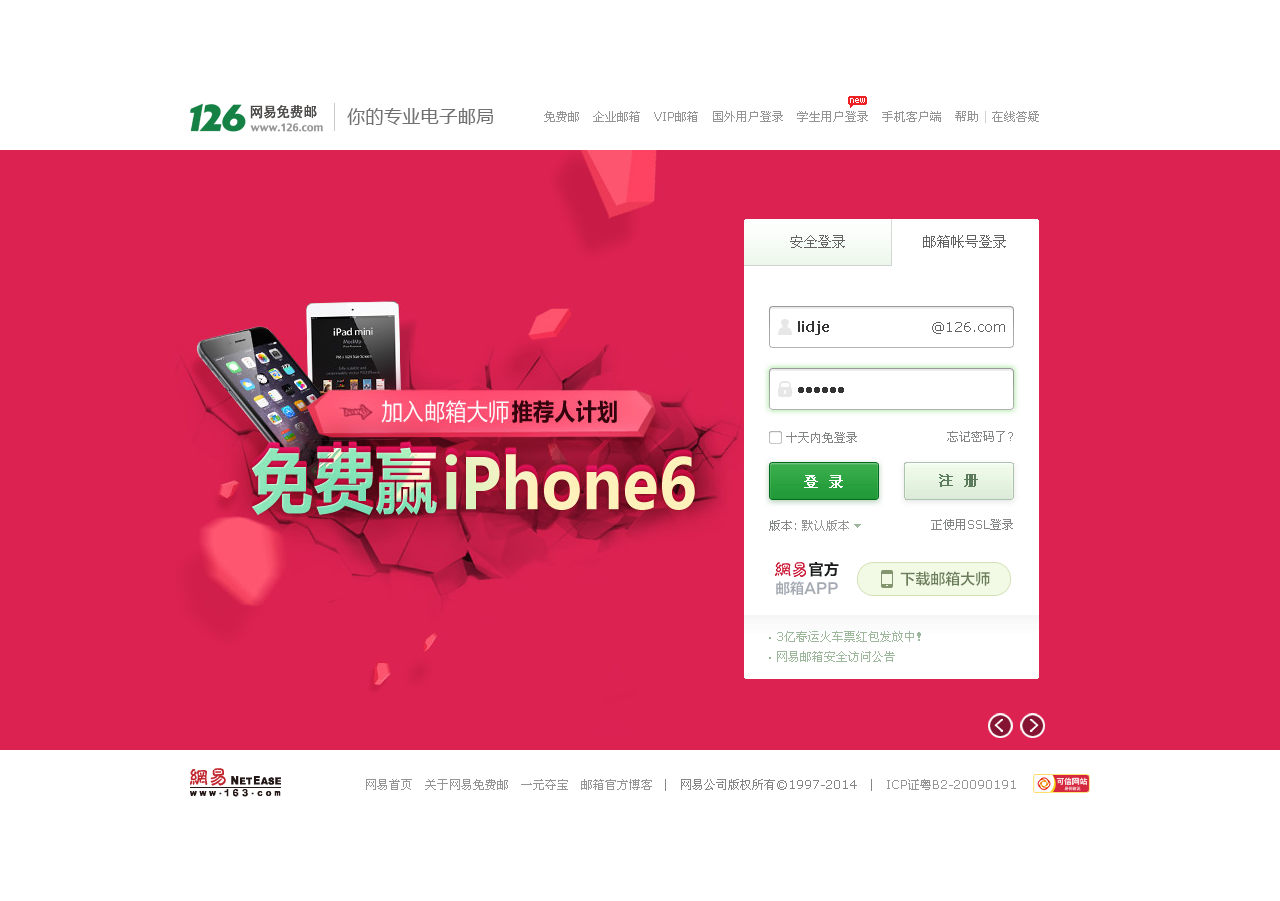 126 网易免费邮 www.126.com 你的专业电子邮局
免费邮 企业邮箱 VIP邮箱 国外用户登录 学生用户登录 new 手机客户端 帮助 | 在线答疑
安全登录 邮箱帐号登录
iPad mini
lidje @126.com
••••••
加入邮箱大师推荐人计划
十天内免登录 忘记密码了?
免费赢iPhone6
登 录 注 册
版本: 默认版本 正使用SSL登录
網易官方
邮箱APP
下载邮箱大师
· 3亿春运火车票红包发放中!
· 网易邮箱安全访问公告
網易 NETEASE
www.163.com
网易首页 关于网易免费邮 一元夺宝 邮箱官方博客 | 网易公司版权所有©1997-2014 | ICP证粤B2-20090191 可信网站